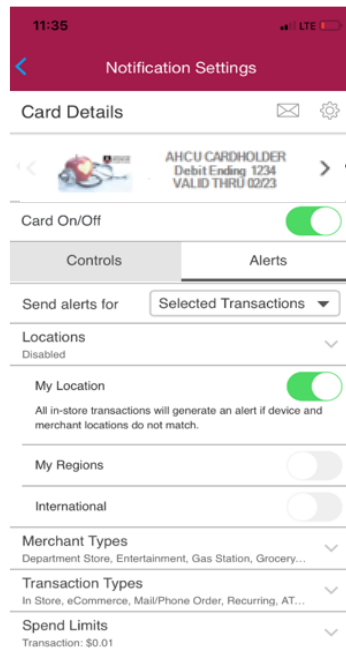 11:35
LTE
Notification Settings
Card Details
AHCU CARDHOLDER
Debit Ending 1234
VALID THRU 02/23
Card On/Off
Controls
Alerts
Send alerts for
Selected Transactions
Locations
Disabled
My Location
All in-store transactions will generate an alert if device and
merchant locations do not match.
My Regions
International
Merchant Types
Department Store, Entertainment, Gas Station, Grocery...
Transaction Types
In Store, eCommerce, Mail/Phone Order, Recurring, AT...
Spend Limits
Transaction: $0.01